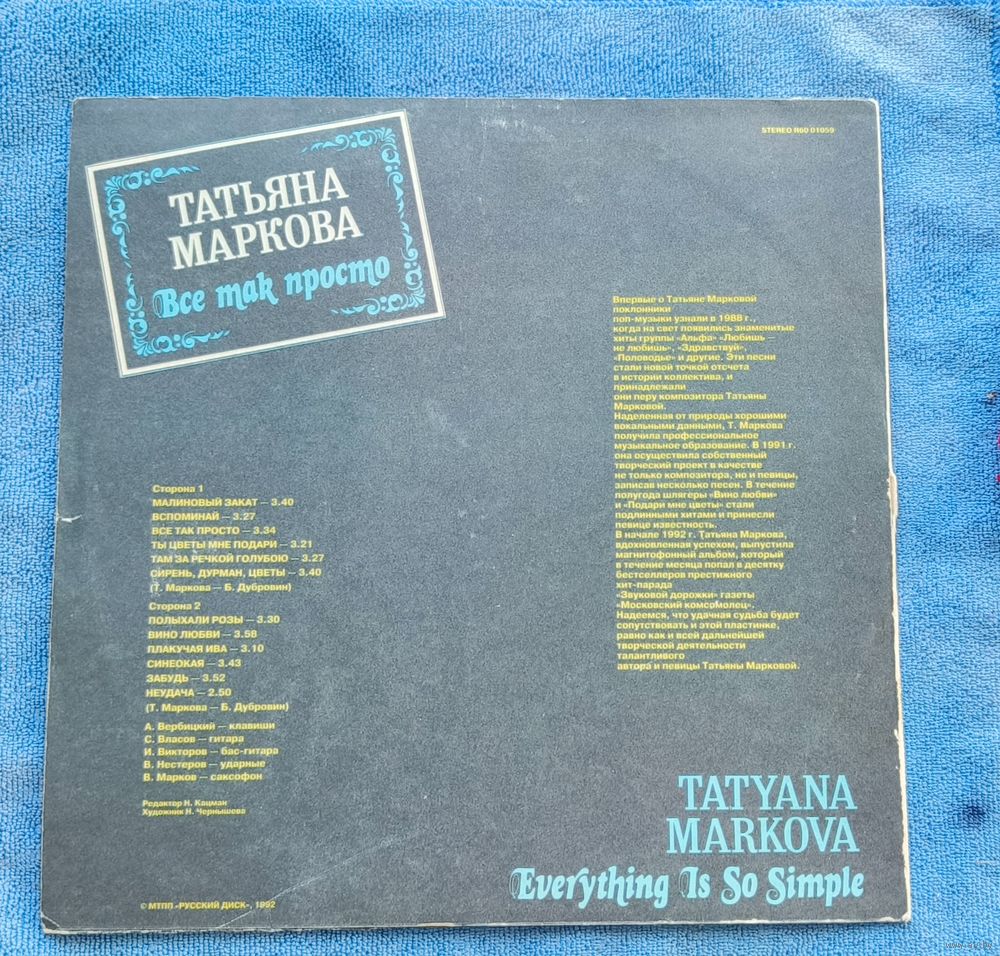 STEREO R60 01059
ТАТЬЯНА
МАРКОВА
Все так просто
Впервые о Татьяне Марковой
поклонники
поп-музыки узнали в 1988 г.,
когда на свет появились знаменитые
хиты группы «Альфа» «Любишь —
не любишь», «Здравствуй»,
«Половодье» и другие. Эти песни
стали новой точкой отсчета
в истории коллектива, и
принадлежали
они перу композитора Татьяны
Марковой.
Наделенная от природы хорошими
вокальными данными, Т. Маркова
получила профессиональное
музыкальное образование. В 1991 г.
она осуществила собственный
творческий проект в качестве
не только композитора, но и певицы,
записав несколько песен. В течение
полугода шлягеры «Вино любви»
и «Подари мне цветы» стали
подлинными хитами и принесли
певице известность.
В начале 1992 г. Татьяна Маркова,
вдохновленная успехом, выпустила
магнитофонный альбом, который
в течение месяца попал в десятку
бестселлеров престижного
хит-парада
«Звуковой дорожки» газеты
«Московский комсомолец».
Надеемся, что удачная судьба будет
сопутствовать и этой пластинке,
равно как и всей дальнейшей
творческой деятельности
талантливого
автора и певицы Татьяны Марковой.
Сторона 1
МАЛИНОВЫЙ ЗАКАТ — 3.40
ВСПОМИНАЙ — 3.27
ВСЕ ТАК ПРОСТО — 3.34
ТЫ ЦВЕТЫ МНЕ ПОДАРИ — 3.21
ТАМ ЗА РЕЧКОЙ ГОЛУБОЮ — 3.27
СИРЕНЬ, ДУРМАН, ЦВЕТЫ — 3.40
(Т. Маркова — Б. Дубровин)
Сторона 2
ПОЛЫХАЛИ РОЗЫ — 3.30
ВИНО ЛЮБВИ — 3.58
ПЛАКУЧАЯ ИВА — 3.10
СИНЕОКАЯ — 3.43
ЗАБУДЬ — 3.52
НЕУДАЧА — 2.50
(Т. Маркова — Б. Дубровин)
А. Вербицкий — клавиши
С. Власов — гитара
И. Викторов — бас-гитара
В. Нестеров — ударные
В. Марков — саксофон
Редактор Н. Кацман
Художник Н. Чернышева
© МТПП «РУССКИЙ ДИСК», 1992
TATYANA
MARKOVA
Everything Is So Simple